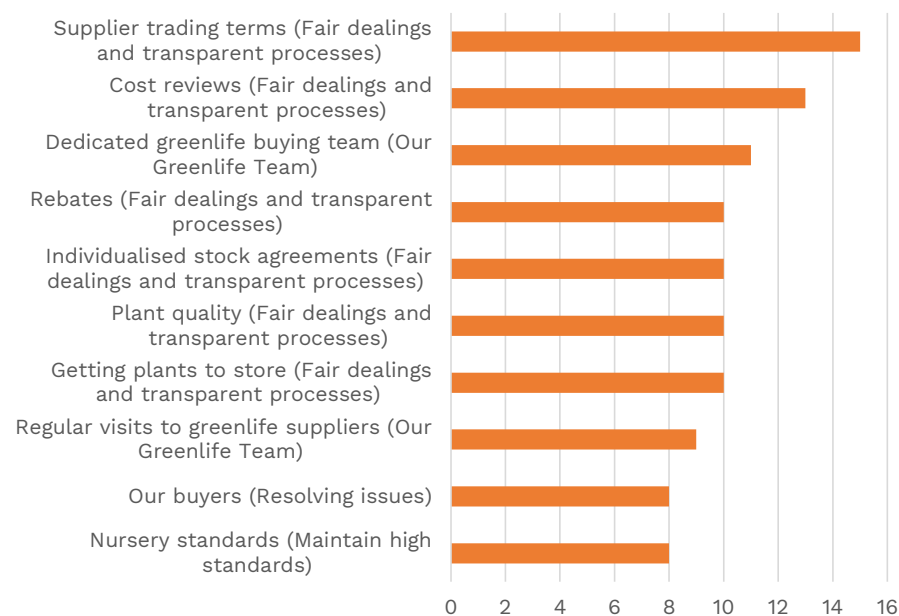 Supplier trading terms (Fair dealings
and transparent processes)
Cost reviews (Fair dealings and
transparent processes)
Dedicated greenlife buying team (Our
Greenlife Team)
Rebates (Fair dealings and transparent
processes)
Individualised stock agreements (Fair
dealings and transparent processes)
Plant quality (Fair dealings and
transparent processes)
Getting plants to store (Fair dealings
and transparent processes)
Regular visits to greenlife suppliers (Our
Greenlife Team)
Our buyers (Resolving issues)
Nursery standards (Maintain high
standards)
0 2 4 6 8 10 12 14 16